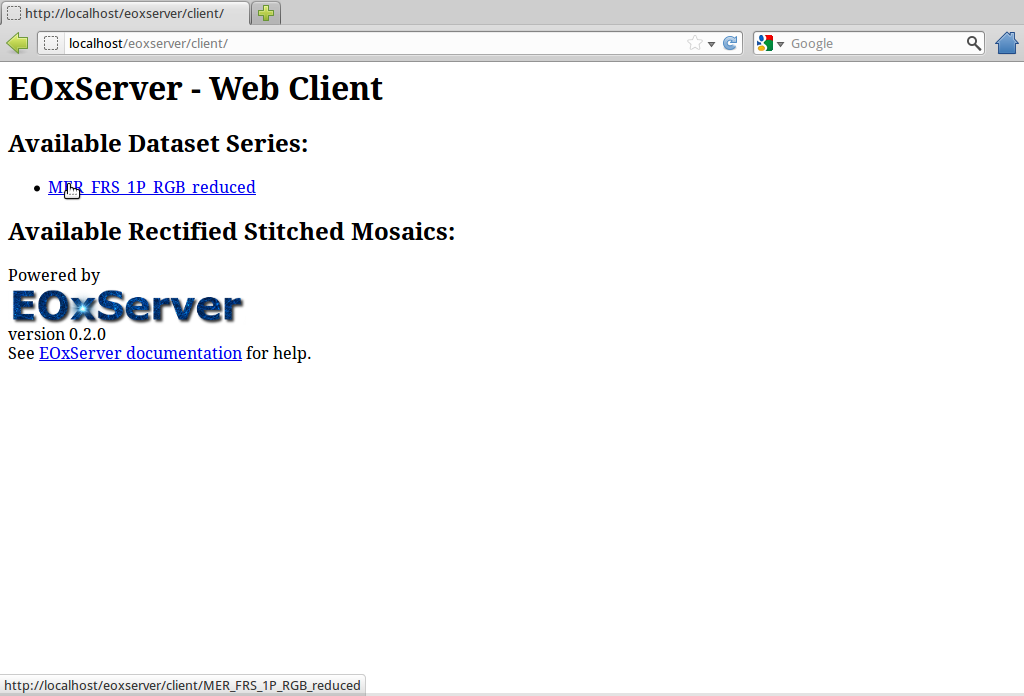 http://localhost/eoxserver/client/
localhost/eoxserver/client/
Google
EOxServer - Web Client
Available Dataset Series:
• MER_FRS_1P_RGB_reduced
Available Rectified Stitched Mosaics:
Powered by
EOxServer
version 0.2.0
See EOxServer documentation for help.
http://localhost/eoxserver/client/MER_FRS_1P_RGB_reduced